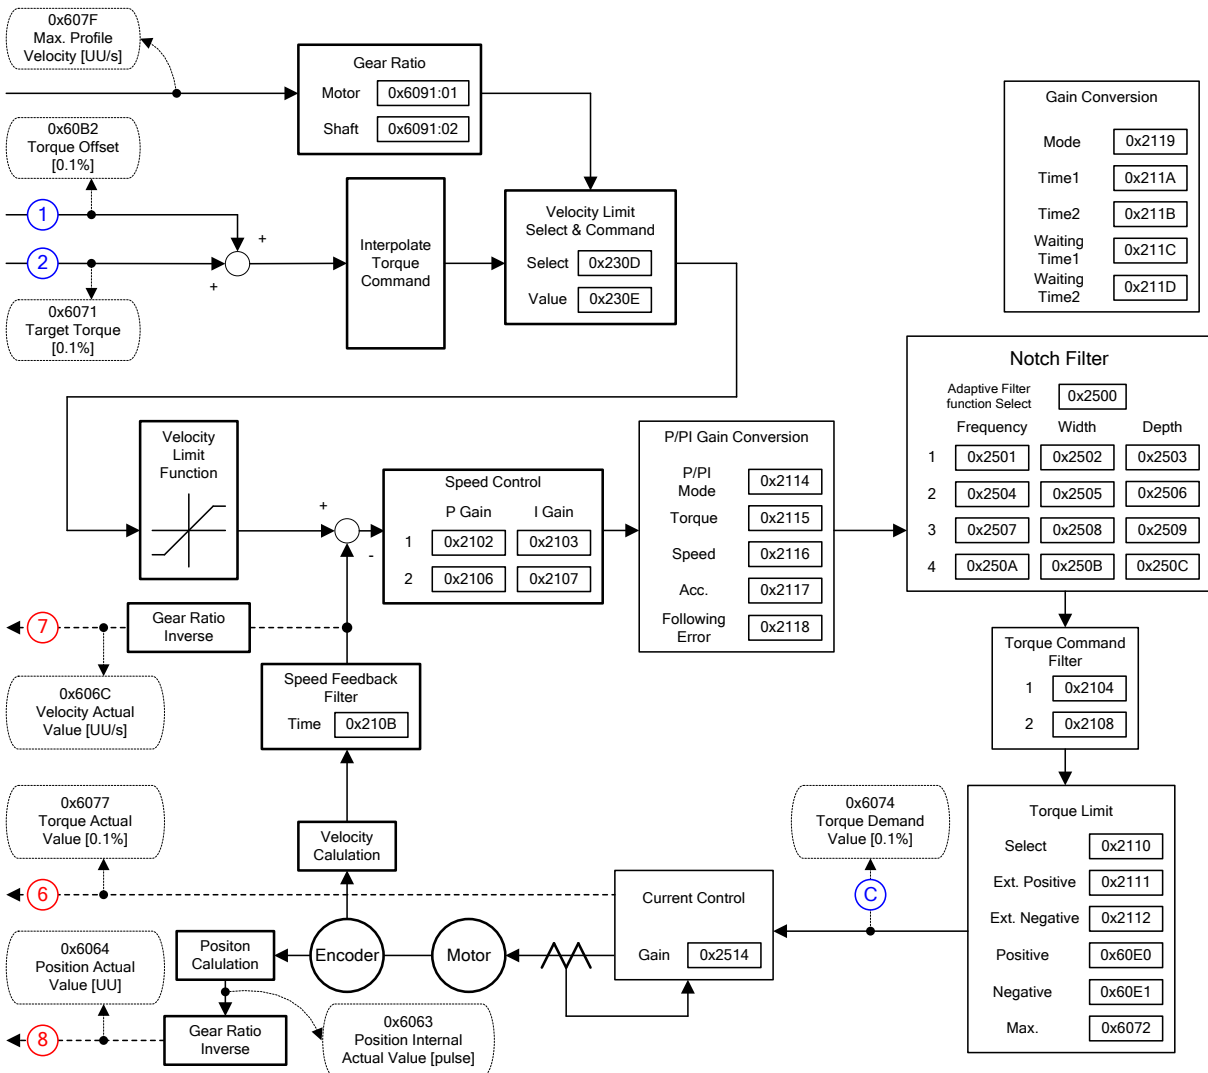 0x607F
Max. Profile
Velocity [UU/s]
Gear Ratio
Motor 0x6091:01
Shaft 0x6091:02
Gain Conversion
Mode 0x2119
Time1 0x211A
Time2 0x211B
Waiting
Time1
0x211C
Waiting
Time2
0x211D
0x60B2
Torque Offset
[0.1%]
1
+
2
+
0x6071
Target Torque
[0.1%]
Interpolate
Torque
Command
Velocity Limit
Select & Command
Select 0x230D
Value 0x230E
Notch Filter
Adaptive Filter
function Select
0x2500
Frequency Width Depth
1 0x2501 0x2502 0x2503
2 0x2504 0x2505 0x2506
3 0x2507 0x2508 0x2509
4 0x250A 0x250B 0x250C
Velocity
Limit
Function
+
-
Speed Control
P Gain I Gain
1 0x2102 0x2103
2 0x2106 0x2107
P/PI Gain Conversion
P/PI
Mode
0x2114
Torque 0x2115
Speed 0x2116
Acc. 0x2117
Following
Error
0x2118
7
Gear Ratio
Inverse
0x606C
Velocity Actual
Value [UU/s]
Speed Feedback
Filter
Time 0x210B
Torque Command
Filter
1 0x2104
2 0x2108
0x6077
Torque Actual
Value [0.1%]
Velocity
Calulation
0x6074
Torque Demand
Value [0.1%]
Torque Limit
Select 0x2110
Ext. Positive 0x2111
Ext. Negative 0x2112
Positive 0x60E0
Negative 0x60E1
Max. 0x6072
6
C
Current Control
Gain 0x2514
0x6064
Position Actual
Value [UU]
Positon
Calulation
Encoder
Motor
8
Gear Ratio
Inverse
0x6063
Position Internal
Actual Value [pulse]